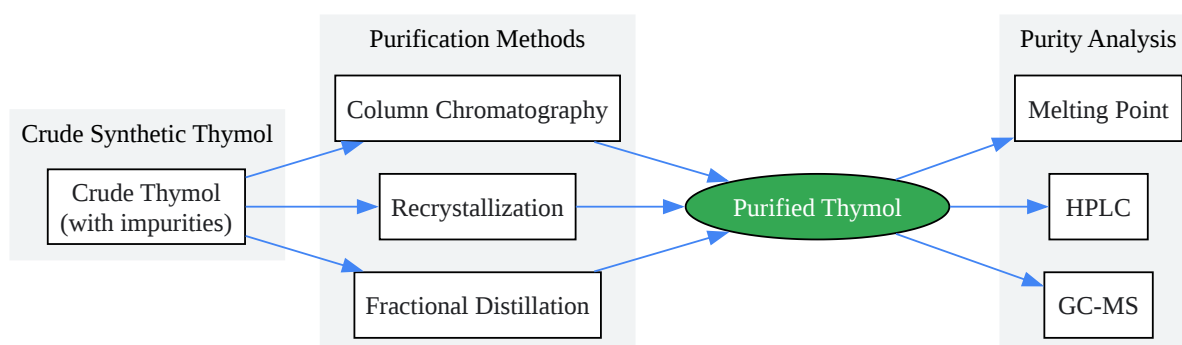 Crude Synthetic Thymol
Crude Thymol
(with impurities)
Purification Methods
Column Chromatography
Recrystallization
Fractional Distillation
Purified Thymol
Purity Analysis
Melting Point
HPLC
GC-MS